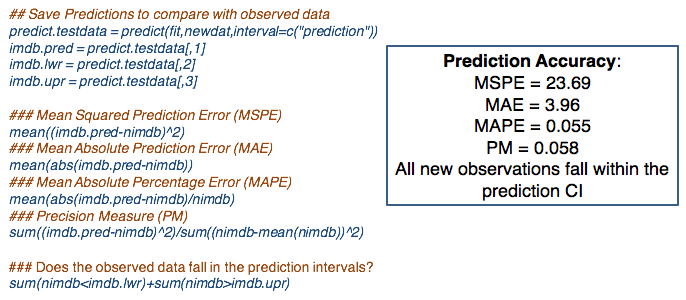 ## Save Predictions to compare with observed data
predict.testdata = predict(fit,newdat,interval=c("prediction"))
imdb.pred = predict.testdata[,1]
imdb.lwr = predict.testdata[,2]
imdb.upr = predict.testdata[,3]
### Mean Squared Prediction Error (MSPE)
mean((imdb.pred-nimdb)^2)
### Mean Absolute Prediction Error (MAE)
mean(abs(imdb.pred-nimdb))
### Mean Absolute Percentage Error (MAPE)
mean(abs(imdb.pred-nimdb)/nimdb)
### Precision Measure (PM)
sum((imdb.pred-nimdb)^2)/sum((nimdb-mean(nimdb))^2)
### Does the observed data fall in the prediction intervals?
sum(nimdb<imdb.lwr)+sum(nimdb>imdb.upr)
Prediction Accuracy:
MSPE = 23.69
MAE = 3.96
MAPE = 0.055
PM = 0.058
All new observations fall within the
prediction CI